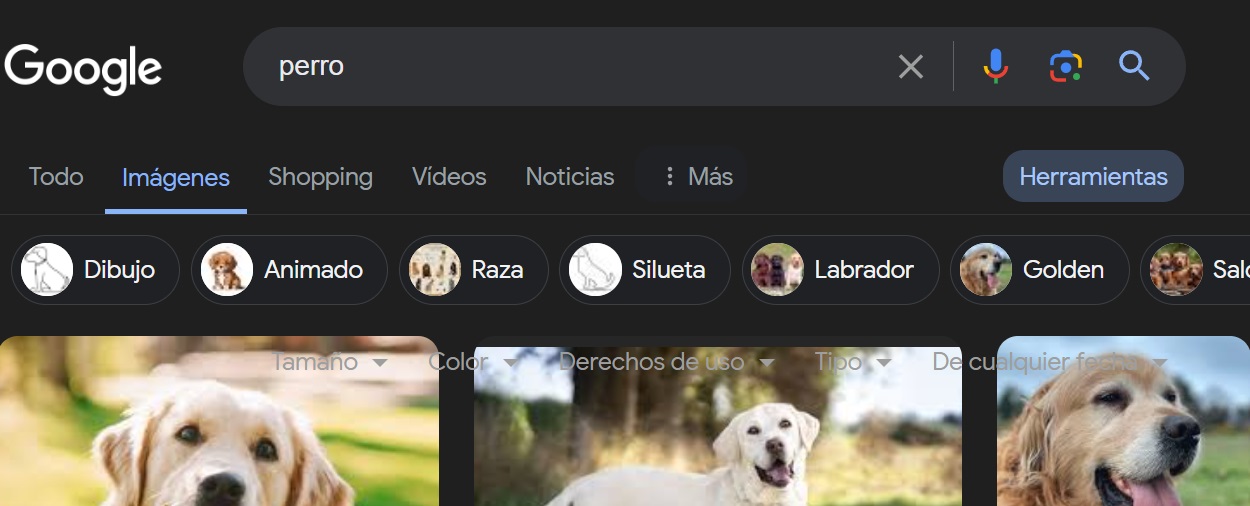 Google
perro
Todo Imágenes Shopping Vídeos Noticias Más Herramientas
Dibujo Animado Raza Silueta Labrador Golden
Tamaño Color Derechos de uso Tipo De cualquier fecha